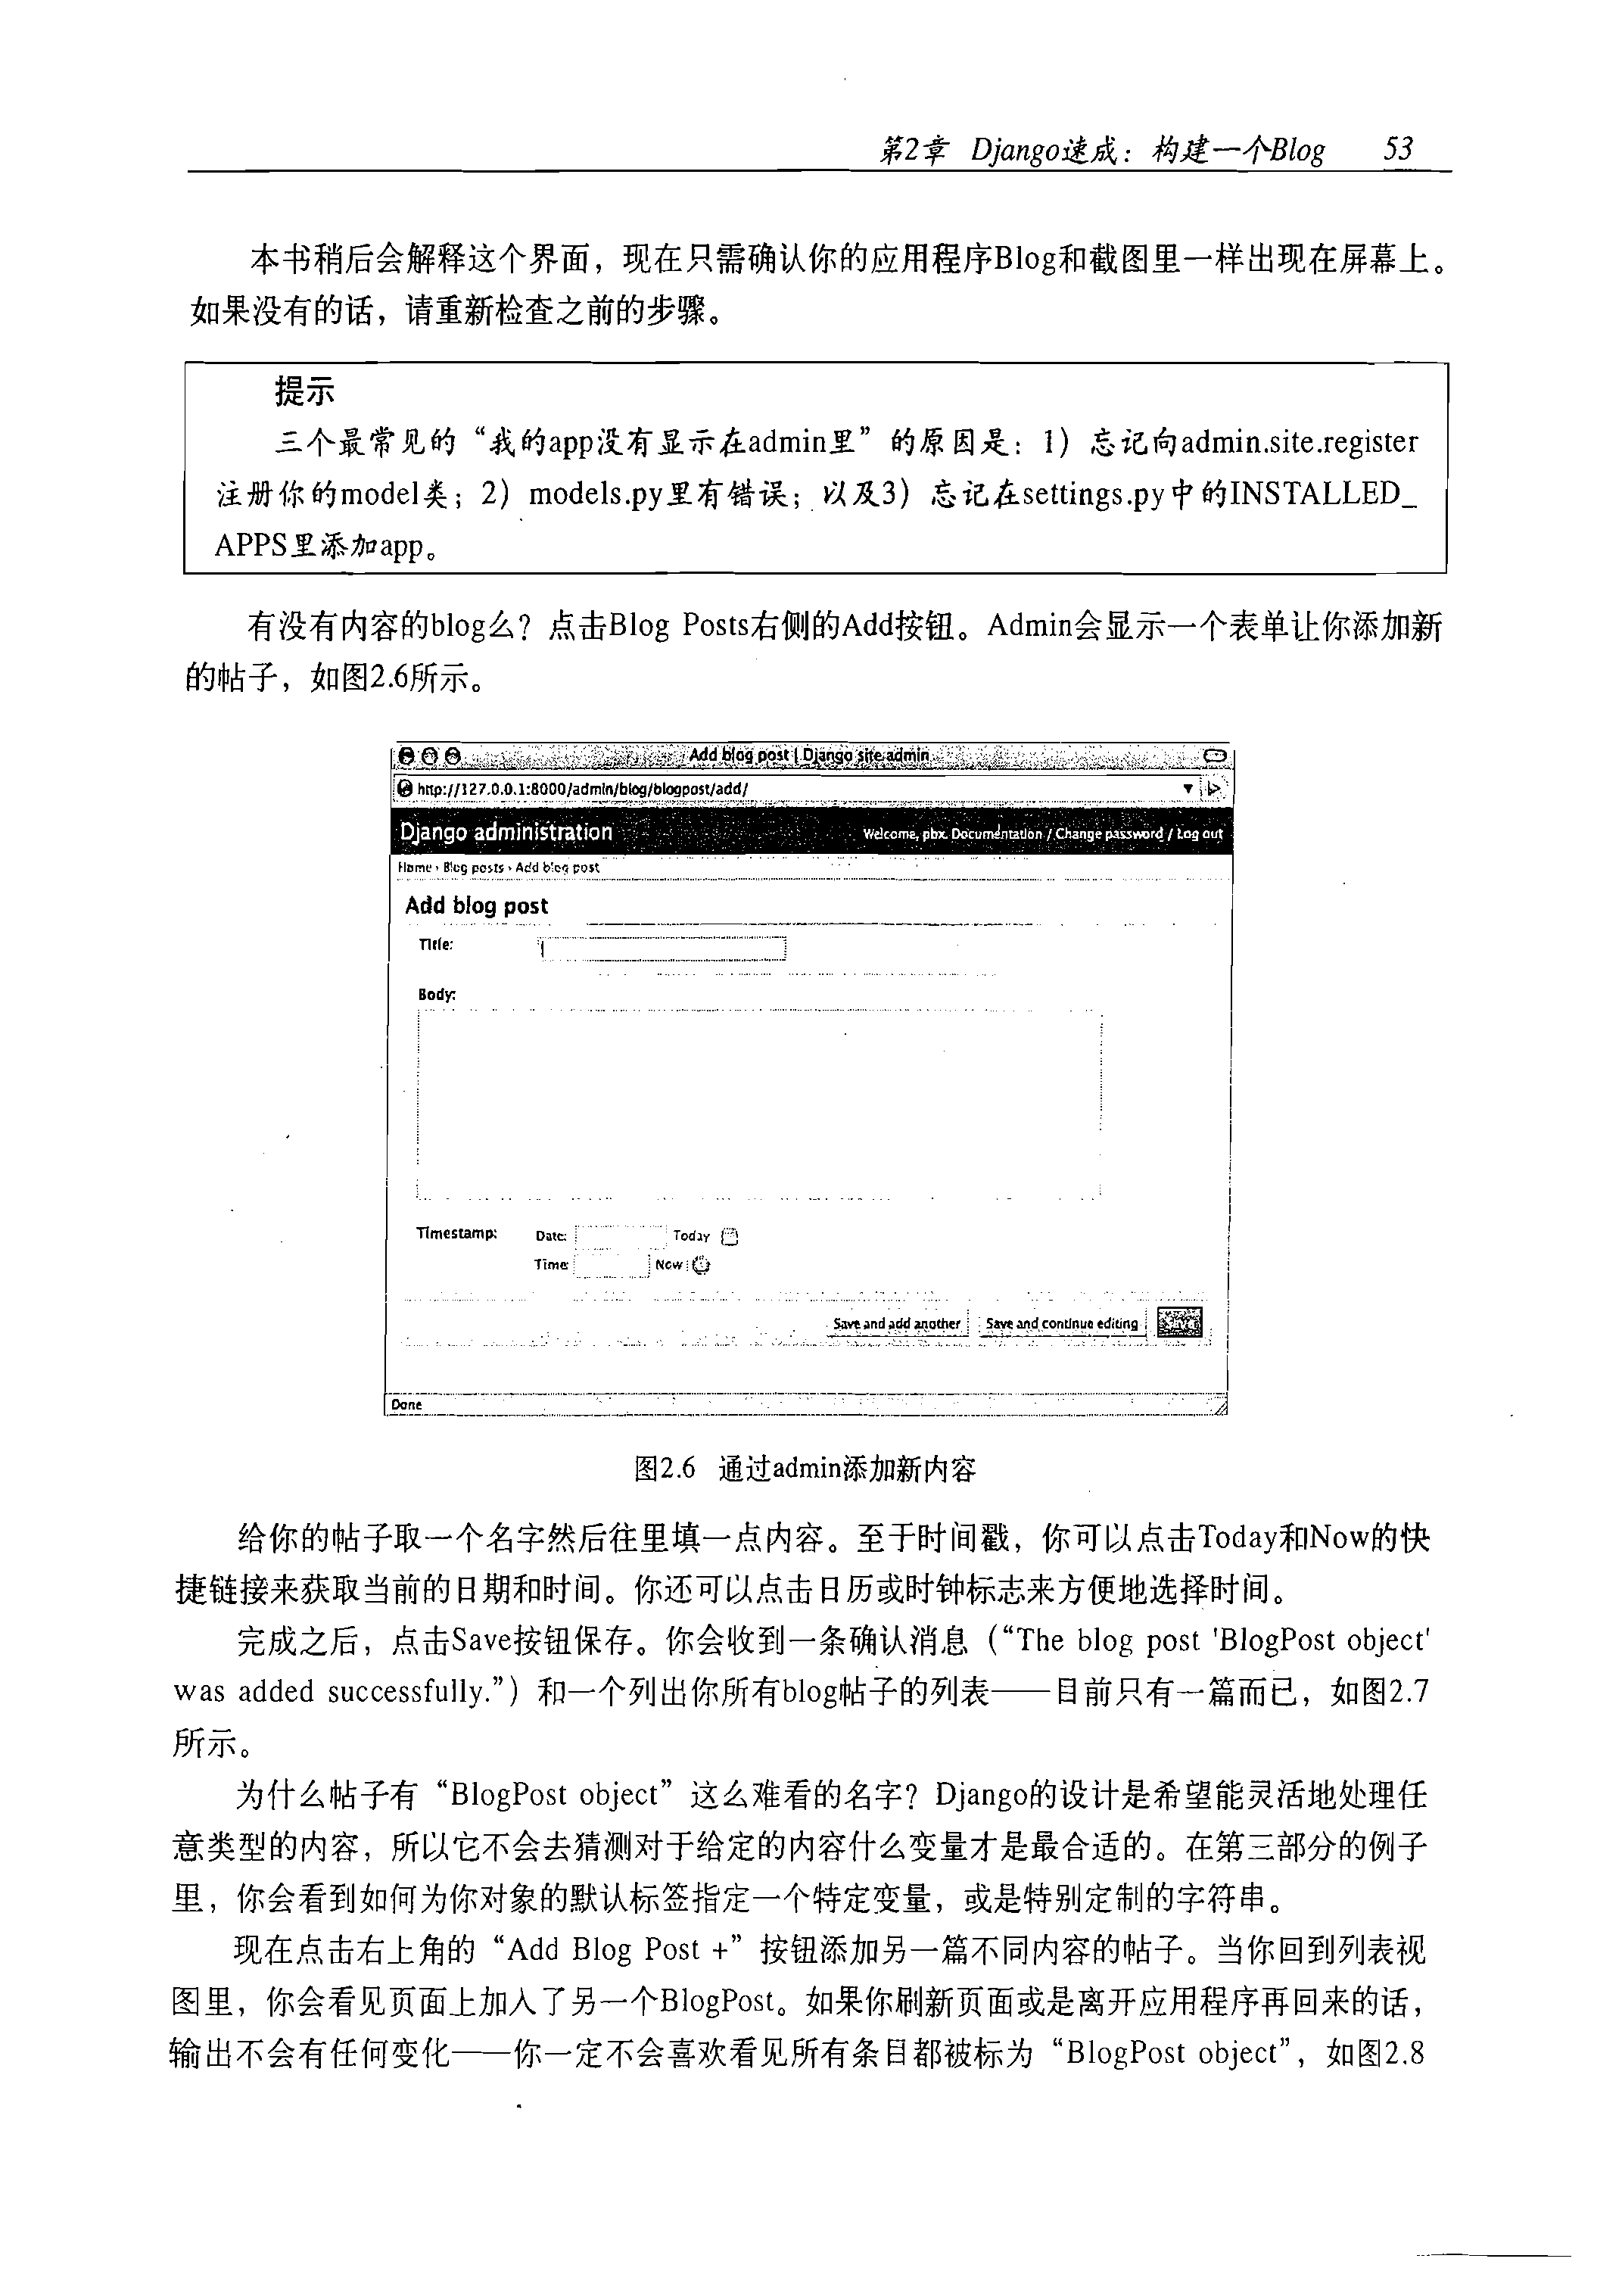 第2章 Django速成：构建一个Blog 53
本书稍后会解释这个界面，现在只需确认你的应用程序Blog和截图里一样出现在屏幕上。
如果没有的话，请重新检查之前的步骤。
提示
三个最常见的“我的app没有显示在admin里”的原因是：1）忘记向admin.site.register
注册你的model类；2）models.py里有错误；以及3）忘记在settings.py中的INSTALLED_
APPS里添加app。
有没有内容的blog么？点击Blog Posts右侧的Add按钮。Admin会显示一个表单让你添加新
的帖子，如图2.6所示。
Add blog post | Django site admin
http://127.0.0.1:8000/admin/blog/blogpost/add/
Django administration Welcome, pbx. Documentation / Change password / Log out
Home › Blog posts › Add blog post
Add blog post
Title:
Body:
Timestamp: Date: Today
Time: Now
Save and add another Save and continue editing Save
Done
图2.6 通过admin添加新内容
给你的帖子取一个名字然后往里填一点内容。至于时间戳，你可以点击Today和Now的快
捷链接来获取当前的日期和时间。你还可以点击日历或时钟标志来方便地选择时间。
完成之后，点击Save按钮保存。你会收到一条确认消息（“The blog post 'BlogPost object'
was added successfully.”）和一个列出你所有blog帖子的列表——目前只有一篇而已，如图2.7
所示。
为什么帖子有“BlogPost object”这么难看的名字？Django的设计是希望能灵活地处理任
意类型的内容，所以它不会去猜测对于给定的内容什么变量才是最合适的。在第三部分的例子
里，你会看到如何为你对象的默认标签指定一个特定变量，或是特别定制的字符串。
现在点击右上角的“Add Blog Post +”按钮添加另一篇不同内容的帖子。当你回到列表视
图里，你会看见页面上加入了另一个BlogPost。如果你刷新页面或是离开应用程序再回来的话，
输出不会有任何变化——你一定不会喜欢看见所有条目都被标为“BlogPost object”，如图2.8